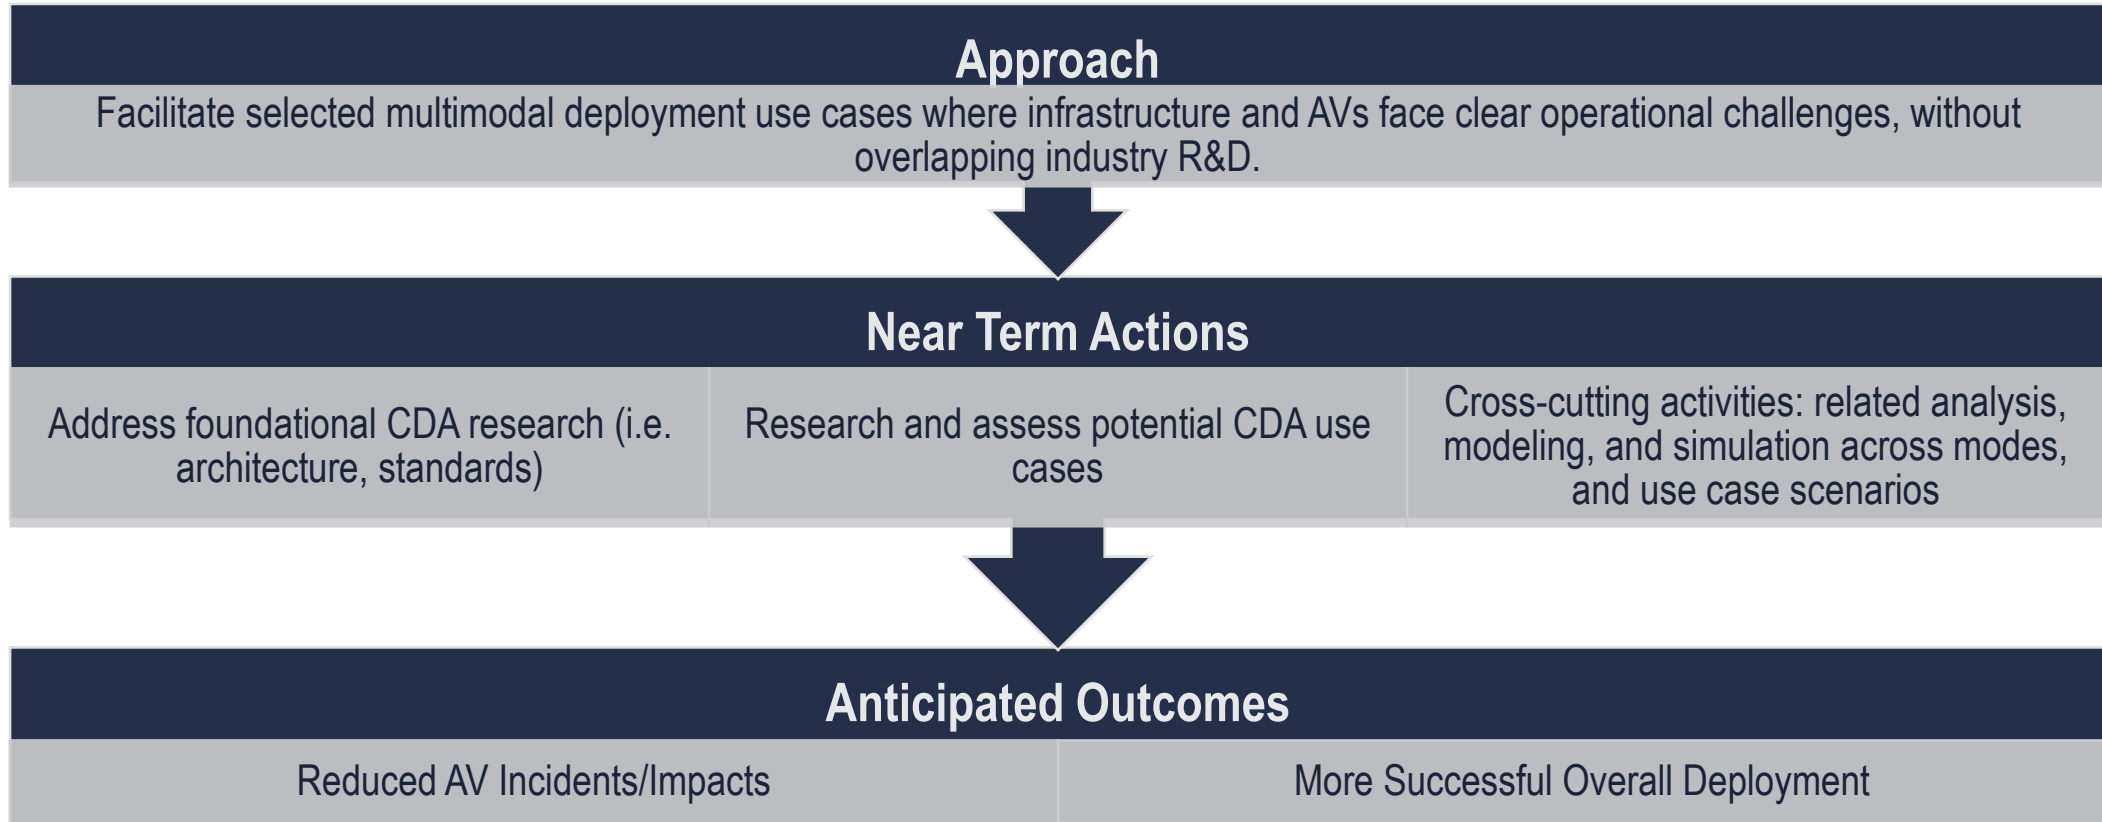 Approach
Facilitate selected multimodal deployment use cases where infrastructure and AVs face clear operational challenges, without
overlapping industry R&D.
Near Term Actions
Address foundational CDA research (i.e.
architecture, standards)
Research and assess potential CDA use
cases
Cross-cutting activities: related analysis,
modeling, and simulation across modes,
and use case scenarios
Anticipated Outcomes
Reduced AV Incidents/Impacts
More Successful Overall Deployment